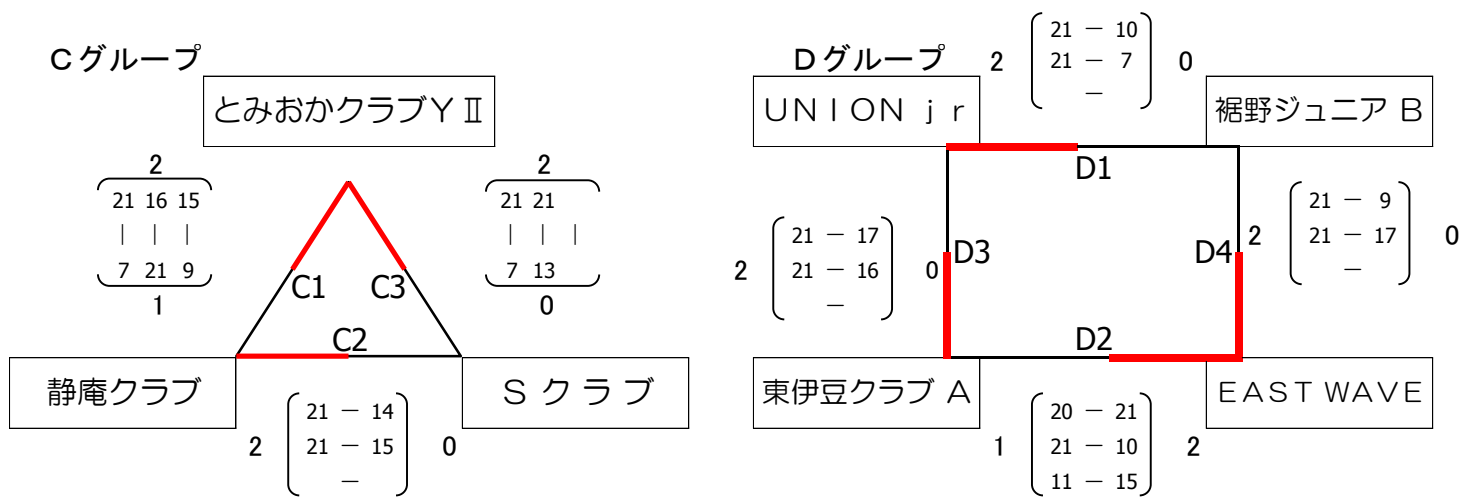 Cグループ
とみおかクラブYⅡ
2
21 16 15
| | |
7 21 9
1
2
21 21
| | |
7 13
0
C1
C3
C2
静庵クラブ
Sクラブ
2
21 － 14
21 － 15
－
0
Dグループ
2
21 － 10
21 － 7
－
0
UNION jr
裾野ジュニア B
D1
2
21 － 17
21 － 16
－
0
D3
D4
2
21 － 9
21 － 17
－
0
D2
東伊豆クラブ A
EAST WAVE
1
20 － 21
21 － 10
11 － 15
2